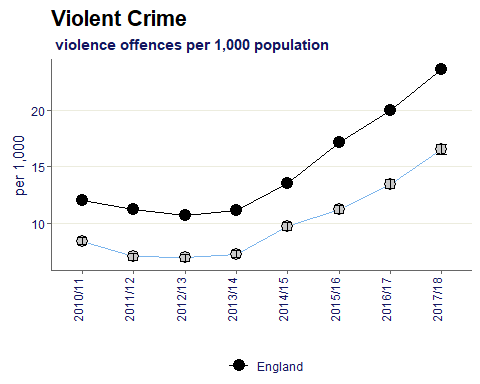 Violent Crime
violence offences per 1,000 population
per 1,000
20
15
10
2010/11
2011/12
2012/13
2013/14
2014/15
2015/16
2016/17
2017/18
England